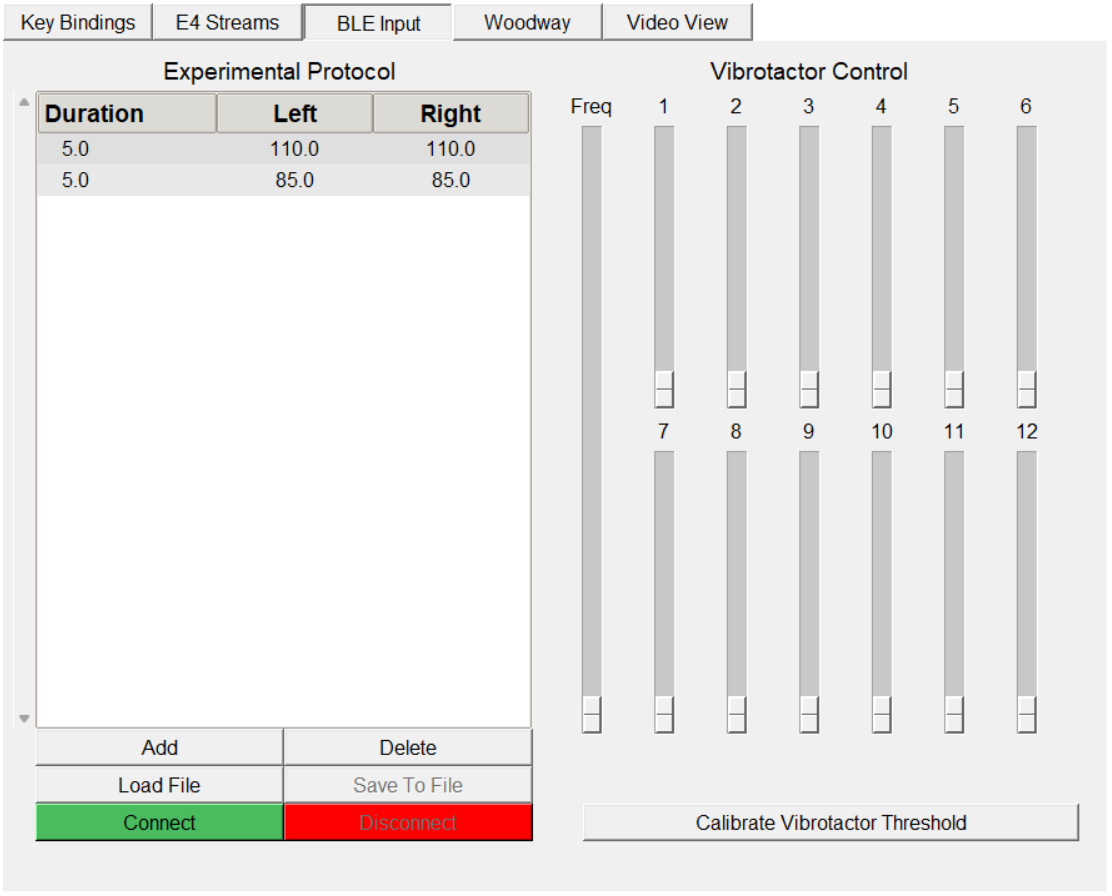 Key Bindings E4 Streams BLE Input Woodway Video View
Experimental Protocol
Duration Left Right
5.0 110.0 110.0
5.0 85.0 85.0
Add Delete
Load File Save To File
Connect Disconnect
Vibrotactor Control
Freq 1 2 3 4 5 6
7 8 9 10 11 12
Calibrate Vibrotactor Threshold